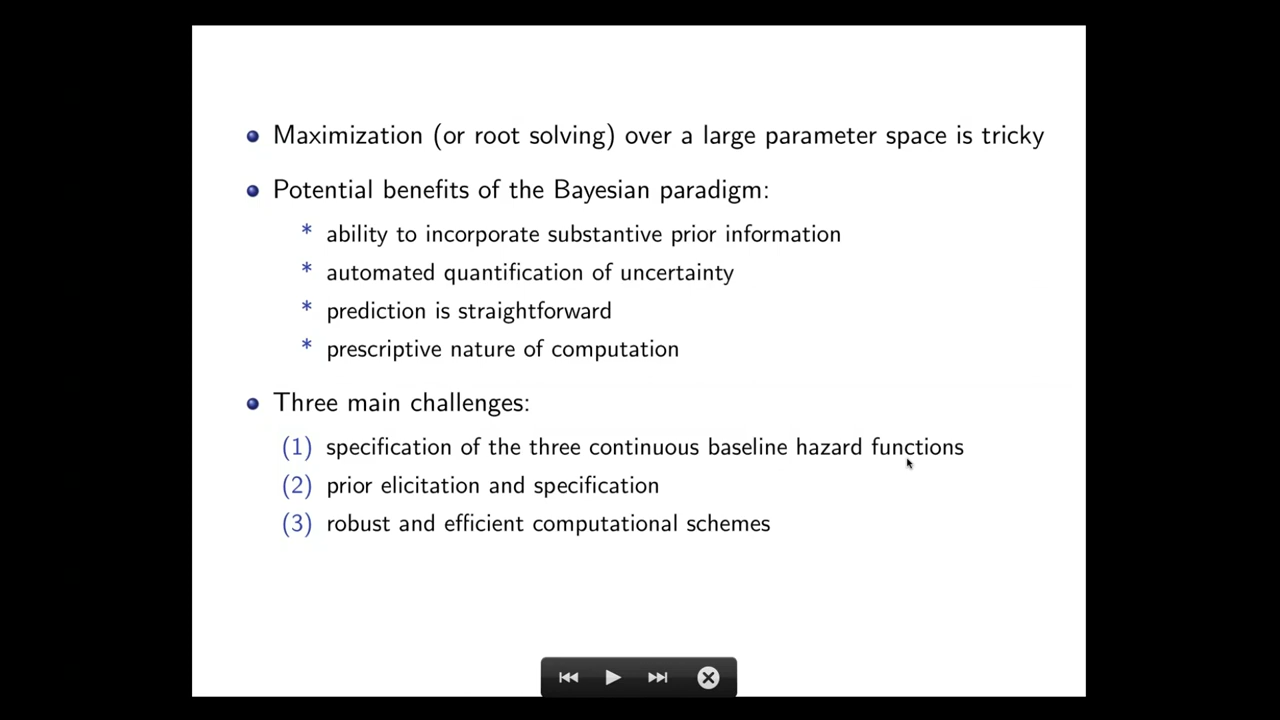 Maximization (or root solving) over a large parameter space is tricky
Potential benefits of the Bayesian paradigm:
* ability to incorporate substantive prior information
* automated quantification of uncertainty
* prediction is straightforward
* prescriptive nature of computation
Three main challenges:
(1) specification of the three continuous baseline hazard functions
(2) prior elicitation and specification
(3) robust and efficient computational schemes